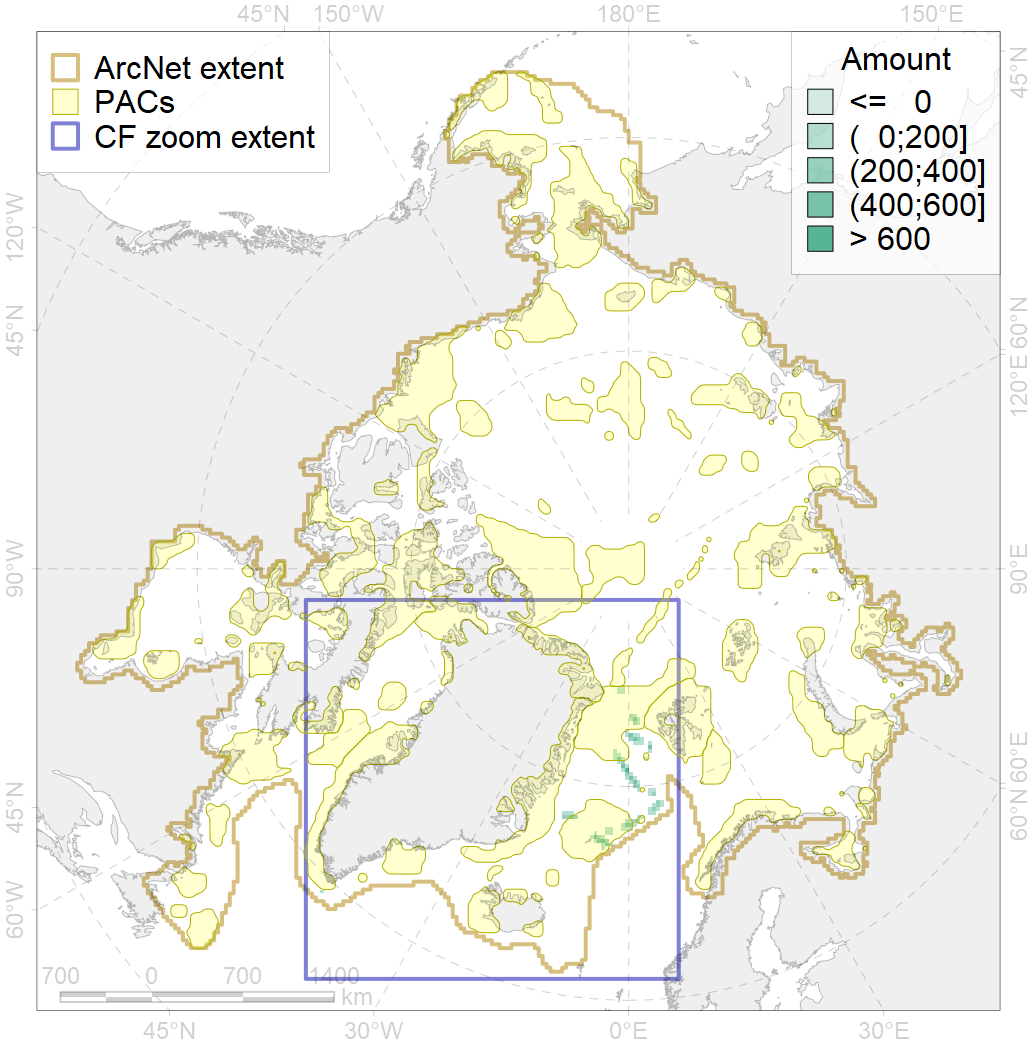 45°N 150°W 180°E 150°E
ArcNet extent
PACs
CF zoom extent
Amount
<= 0
( 0;200]
(200;400]
(400;600]
> 600
45°N
120°W
45°N
60°N
120°E
90°W
90°E
45°N
60°E
60°N
60°W
700 0 700 1400
km
45°N 30°W 0°E 30°E